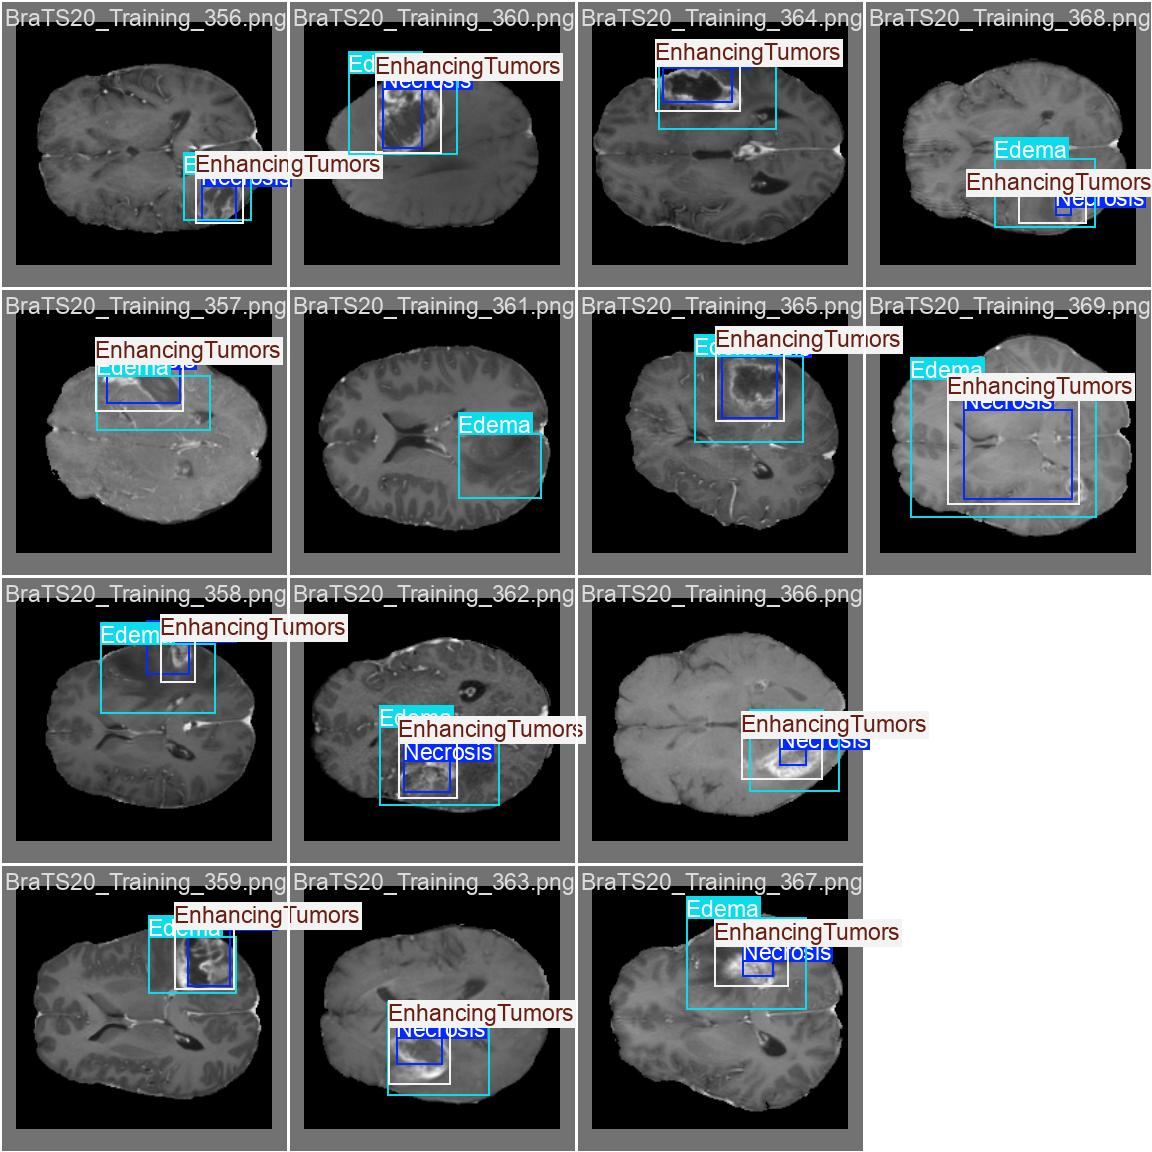 BraTS20_Training_356.png
EnhancingTumors
Necrosis
BraTS20_Training_360.png
EnhancingTumors
Necrosis
BraTS20_Training_364.png
EnhancingTumors
BraTS20_Training_368.png
Edema
EnhancingTumors
Necrosis
BraTS20_Training_357.png
EnhancingTumors
Edema
BraTS20_Training_361.png
Edema
BraTS20_Training_365.png
EnhancingTumors
BraTS20_Training_369.png
Edema
EnhancingTumors
Necrosis
BraTS20_Training_358.png
EnhancingTumors
Edema
BraTS20_Training_362.png
Edema
EnhancingTumors
Necrosis
BraTS20_Training_366.png
EnhancingTumors
Necrosis
BraTS20_Training_359.png
EnhancingTumors
Edema
BraTS20_Training_363.png
EnhancingTumors
Necrosis
BraTS20_Training_367.png
Edema
EnhancingTumors
Necrosis